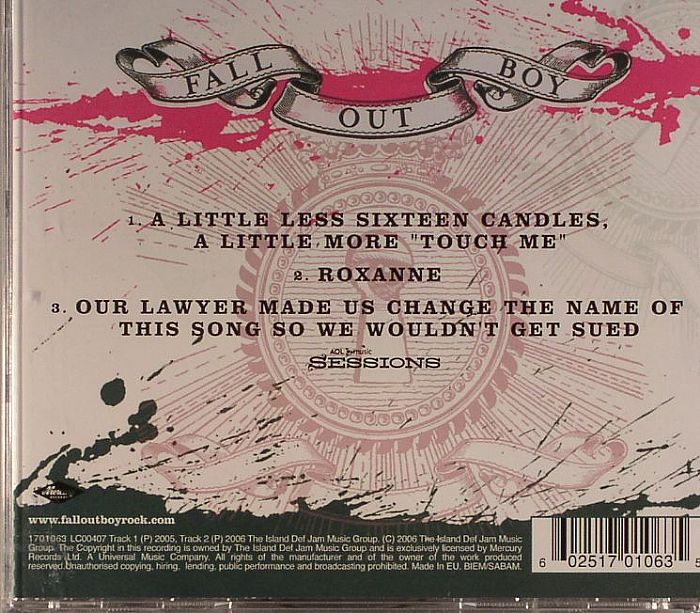 FALL OUT BOY
1. A LITTLE LESS SIXTEEN CANDLES,
A LITTLE MORE "TOUCH ME"
2. ROXANNE
3. OUR LAWYER MADE US CHANGE THE NAME OF
THIS SONG SO WE WOULDN'T GET SUED
AOL music
SESSIONS
www.falloutboyrock.com
1701063 LC00407 Track 1 (P) 2005, Track 2 (P) 2006 The Island Def Jam Music Group. (C) 2006 The Island Def Jam Music
Group. The Copyright in this recording is owned by The Island Def Jam Music Group and is exclusively licensed by Mercury
Records Ltd. A Universal Music Company. All rights of the manufacturer and of the owner of the work produced
reserved.Unauthorised copying, hiring, lending, public performance and broadcasting prohibited. Made In EU. BIEM/SABAM.
6 02517 01063 5